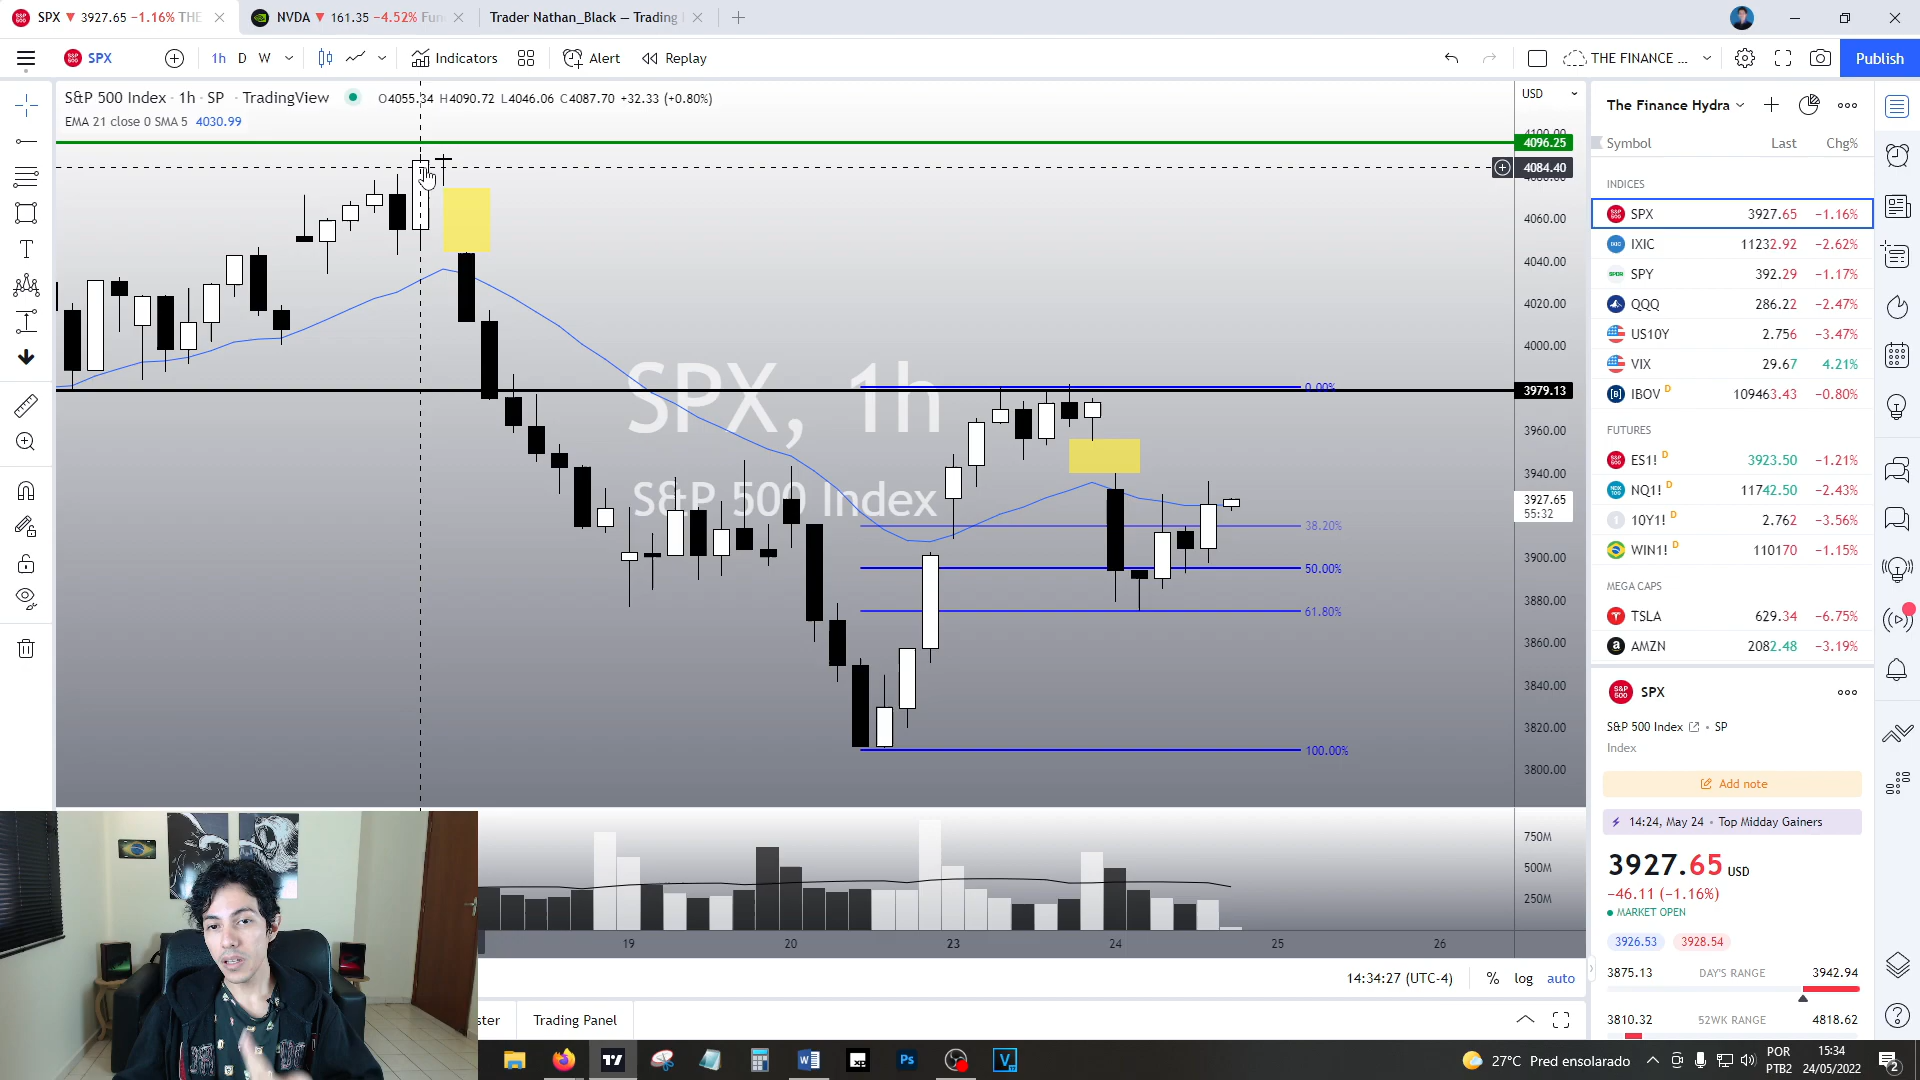 SPX ▼ 3927.65 −1.16% THE
NVDA ▼ 161.35 −4.52% Fun
Trader Nathan_Black — Trading
SPX
1h D W
Indicators
Alert
Replay
THE FINANCE ...
Publish
S&P 500 Index · 1h · SP · TradingView
O4055.34 H4090.72 L4046.06 C4087.70 +32.33 (+0.80%)
EMA 21 close 0 SMA 5 4030.99
SPX, 1h
S&P 500 Index
0.00%
38.20%
50.00%
61.80%
100.00%
USD
4100.00
4096.25
4084.40
4060.00
4040.00
4020.00
4000.00
3979.13
3960.00
3940.00
3927.65
55:32
3900.00
3880.00
3860.00
3840.00
3820.00
3800.00
750M
500M
250M
19 20 23 24 25 26
14:34:27 (UTC-4) % log auto
ster
Trading Panel
The Finance Hydra
Symbol Last Chg%
INDICES
SPX 3927.65 −1.16%
IXIC 11232.92 −2.62%
SPY 392.29 −1.17%
QQQ 286.22 −2.47%
US10Y 2.756 −3.47%
VIX 29.67 4.21%
IBOV D 109463.43 −0.80%
FUTURES
ES1! D 3923.50 −1.21%
NQ1! D 11742.50 −2.43%
10Y1! D 2.762 −3.56%
WIN1! D 110170 −1.15%
MEGA CAPS
TSLA 629.34 −6.75%
AMZN 2082.48 −3.19%
SPX
S&P 500 Index • SP
Index
Add note
14:24, May 24 • Top Midday Gainers
3927.65 USD
−46.11 (−1.16%)
MARKET OPEN
3926.53 3928.54
3875.13 DAY'S RANGE 3942.94
3810.32 52WK RANGE 4818.62
27°C Pred ensolarado
POR
PTB2
15:34
24/05/2022
2